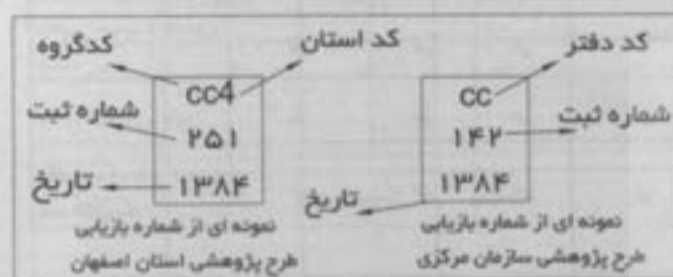 کد دفتر
cc
شماره ثبت
۱۴۲
۱۳۸۴
تاریخ
نمونه ای از شماره بازیابی
طرح پژوهشی سازمان مرکزی
کد استان
کدگروه
cc4
شماره ثبت
۲۵۱
تاریخ
۱۳۸۴
نمونه ای از شماره بازیابی
طرح پژوهشی استان اصفهان